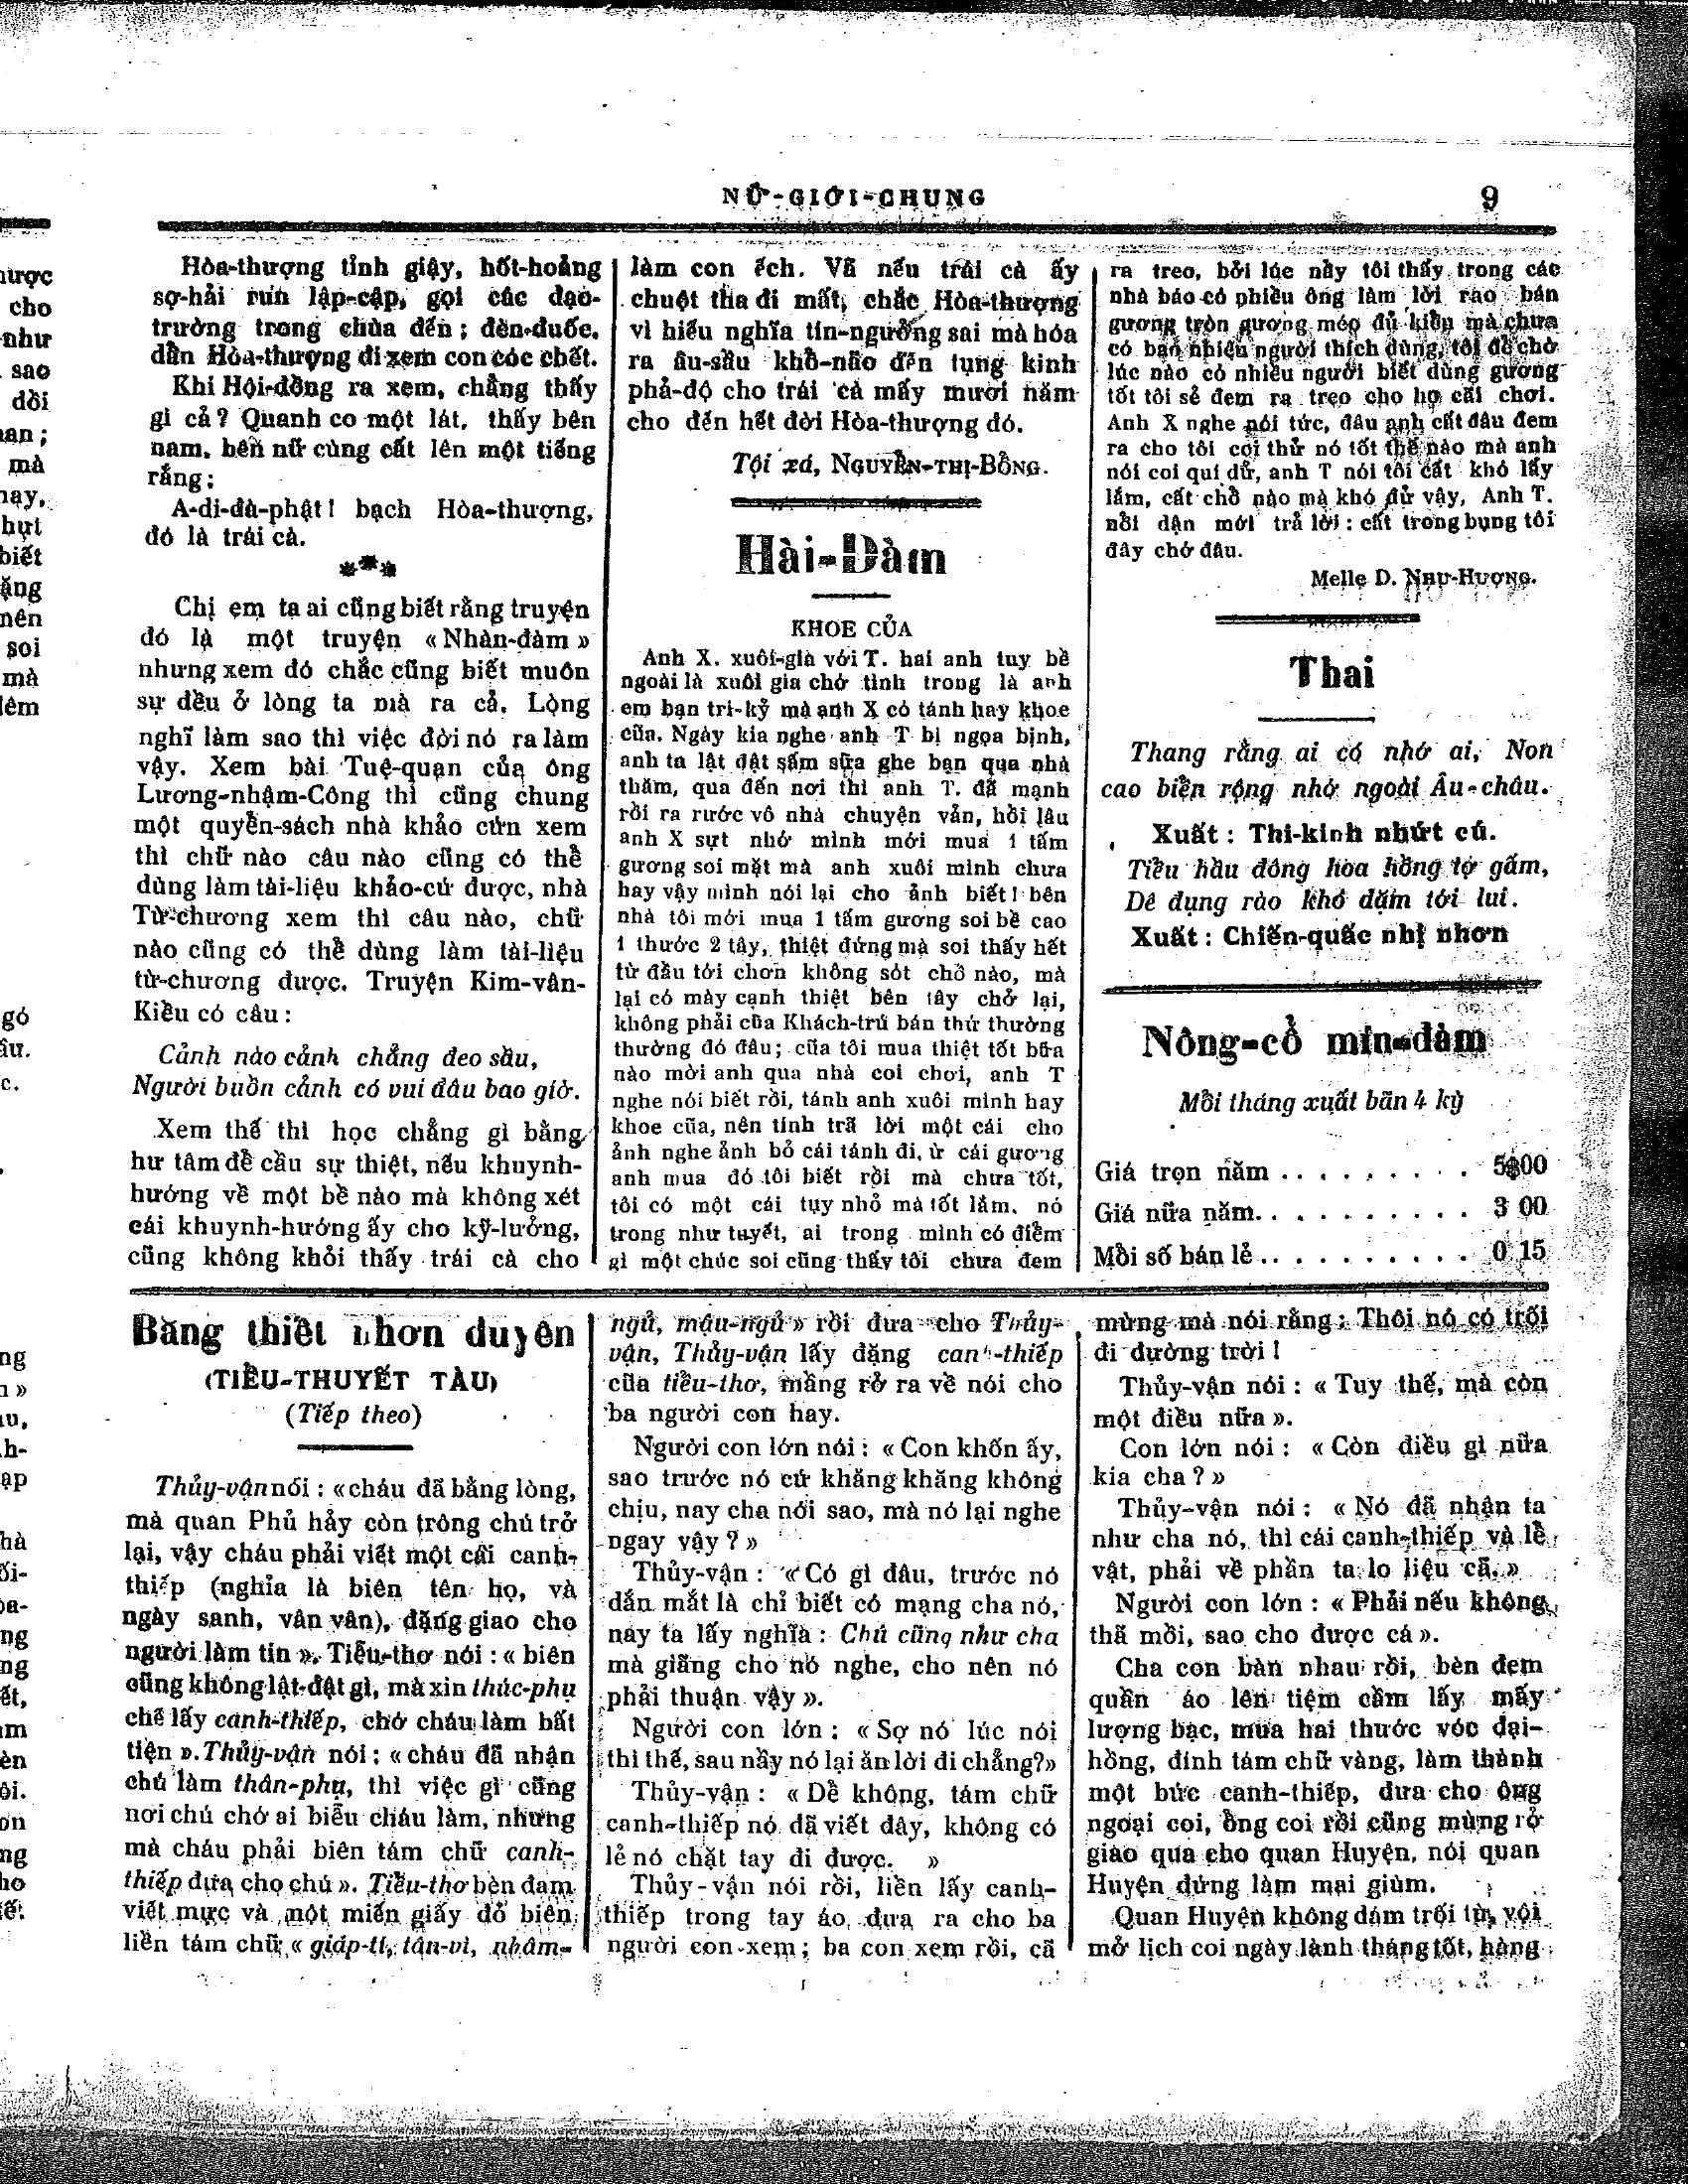 NỮ-GIỚI-CHUNG
9
Hòa-thượng tỉnh giậy, hốt-hoảng
sợ-hải run lập-cập, gọi các đạo-
trường trong chùa đến ; đèn-đuốc.
dẫn Hòa-thượng đi xem con cóc chết.
Khi Hội-đồng ra xem, chẳng thấy
gì cả ? Quanh co một lát, thấy bên
nam, bên nữ cùng cất lên một tiếng
rằng :
A-di-đà-phật ! bạch Hòa-thượng,
đó là trái cà.
***
Chị em ta ai cũng biết rằng truyện
đó là một truyện « Nhàn-đàm »
nhưng xem đó chắc cũng biết muôn
sự đều ở lòng ta mà ra cả. Lòng
nghĩ làm sao thì việc đời nó ra làm
vậy. Xem bài Tuệ-quan của ông
Lương-nhậm-Công thì cũng chung
một quyển-sách nhà khảo cứu xem
thì chữ nào câu nào cũng có thể
dùng làm tài-liệu khảo-cứ được, nhà
Từ-chương xem thì câu nào, chữ
nào cũng có thể dùng làm tài-liệu
từ-chương được. Truyện Kim-vân-
Kiều có câu :
Cảnh nào cảnh chẳng đeo sầu,
Người buồn cảnh có vui đâu bao giờ.
Xem thế thì học chẳng gì bằng
hư tâm để cầu sự thiệt, nếu khuynh-
hướng về một bề nào mà không xét
cái khuynh-hướng ấy cho kỹ-lưởng,
cũng không khỏi thấy trái cà cho
làm con ếch. Vã nếu trái cà ấy
chuột tha đi mất, chắc Hòa-thượng
vì hiểu nghĩa tín-ngưỡng sai mà hóa
ra âu-sầu khổ-não đến tụng kinh
phả-độ cho trái cà mấy mươi năm
cho đến hết đời Hòa-thượng đó.
Tội xá, NGUYỄN-THỊ-BỒNG.
Hài-Đàm
KHOE CỦA
Anh X. xuôi-gia với T. hai anh tuy bề
ngoài là xuôi gia chớ tình trong là anh
em bạn tri-kỷ mà anh X có tánh hay khoe
của. Ngày kia nghe anh T bị ngọa bịnh,
anh ta lật đật sấm sữa ghe bạn qua nhà
thăm, qua đến nơi thì anh T. đã mạnh
rồi ra rước vô nhà chuyện vản, hồi lâu
anh X sựt nhớ mình mới mua 1 tấm
gương soi mặt mà anh xuôi mình chưa
hay vậy mình nói lại cho ảnh biết ! bên
nhà tôi mới mua 1 tấm gương soi bề cao
1 thước 2 tây, thiệt đứng mà soi thấy hết
từ đầu tới chơn không sót chổ nào, mà
lại có mày cạnh thiệt bên tây chở lại,
không phải của Khách-trú bán thứ thường
thường đó đâu ; của tôi mua thiệt tốt bữa
nào mời anh qua nhà coi chơi, anh T
nghe nói biết rồi, tánh anh xuôi mình hay
khoe của, nên tính trã lời một cái cho
ảnh nghe ảnh bỏ cái tánh đi, ừ cái gương
anh mua đó tôi biết rồi mà chưa tốt,
tôi có một cái tuy nhỏ mà tốt lắm. nó
trong như tuyết, ai trong mình có điểm
gì một chúc soi cũng thấy tôi chưa đem
ra treo, bởi lúc nầy tôi thấy trong các
nhà báo có nhiều ông làm lời rao bán
gương tròn gương méo đủ kiểu mà chưa
có bao nhiêu người thích dùng, tôi để chờ
lúc nào có nhiều người biết dùng gương
tốt tôi sẻ đem ra treo cho họ coi chơi.
Anh X nghe nói tức, đâu anh cất đâu đem
ra cho tôi coi thử nó tốt thế nào mà anh
nói coi quí dữ, anh T nói tôi cất khó lấy
lắm, cất chổ nào mà khó dử vậy, Anh T.
nổi dận mới trả lời : cất trong bụng tôi
đây chớ đâu.
Melle D. NHƯ-HƯỢNG.
Thai
Thang rằng ai có nhớ ai, Non
cao biển rộng nhớ ngoài Âu-châu.
Xuất : Thi-kinh nhứt cú.
Tiểu hầu đông hòa hồng tợ gấm,
Dê đụng rào khó dặm tới lui.
Xuất : Chiến-quấc nhị nhơn
Nông-cổ mín-đàm
Mỗi tháng xuất bãn 4 kỳ
Giá trọn năm . . . . . . . . . 5$00
Giá nữa năm. . . . . . . . . . 3 00
Mỗi số bán lẻ . . . . . . . . . . 0 15
Băng thiết nhơn duyên
(TIỂU-THUYẾT TÀU)
(Tiếp theo)
Thủy-vận nói : « cháu đã bằng lòng,
mà quan Phủ hảy còn trông chú trở
lại, vậy cháu phải viết một cái canh-
thiếp (nghỉa là biên tên họ, và
ngày sanh, vân vân), đặng giao cho
người làm tin ». Tiểu-thơ nói : « biên
cũng không lật-đật gì, mà xin thúc-phụ
chế lấy canh-thiếp, chớ cháu làm bất
tiện ». Thủy-vận nói : « cháu đã nhận
chú làm thân-phụ, thì việc gì cũng
nơi chú chớ ai biểu cháu làm, nhưng
mà cháu phải biên tám chữ canh-
thiếp đưa cho chú ». Tiểu-thơ bèn đam
viết mực và một miến giấy đỏ biên
liền tám chữ « giáp-tí, tân-vì, nhâm-
ngũ, mậu-ngũ » rồi đưa cho Thủy-
vận, Thủy-vận lấy đặng canh-thiếp
của tiểu-thơ, mầng rở ra về nói cho
ba người con hay.
Người con lớn nói : « Con khốn ấy,
sao trước nó cứ khăng khăng không
chịu, nay cha nói sao, mà nó lại nghe
ngay vậy ? »
Thủy-vận : « Có gì đâu, trước nó
dẩn mắt là chỉ biết có mạng cha nó,
nay ta lấy nghĩa : Chú cũng như cha
mà giãng cho nó nghe, cho nên nó
phải thuận vậy ».
Người con lớn : « Sợ nó lúc nói
thì thế, sau nầy nó lại ăn lời đi chẳng?»
Thủy-vận : « Dể không, tám chữ
canh-thiếp nó đã viết đây, không có
lẻ nó chặt tay đi được. »
Thủy-vận nói rồi, liền lấy canh-
thiếp trong tay áo, đưa ra cho ba
người con xem ; ba con xem rồi, cã
mừng mà nói rằng : Thôi nó có trối
đi đường trời !
Thủy-vận nói : « Tuy thế, mà còn
một điều nữa ».
Con lớn nói : « Còn điều gì nữa
kia cha ? »
Thủy-vận nói : « Nó đã nhận ta
như cha nó, thì cái canh-thiếp và lể
vật, phải về phần ta lo liệu cã. »
Người con lớn : « Phải nếu không
thã mồi, sao cho được cá ».
Cha con bàn nhau rồi, bèn đem
quần áo lên tiệm cầm lấy mấy
lượng bạc, mua hai thước vóc đại-
hồng, đính tám chữ vàng, làm thành
một bức canh-thiếp, đưa cho ông
ngoại coi, ông coi rồi cũng mừng rở
giao qua cho quan Huyện, nói quan
Huyện đứng làm mai giùm.
Quan Huyện không dám trối từ, vội
mở lịch coi ngày lành tháng tốt, hàng